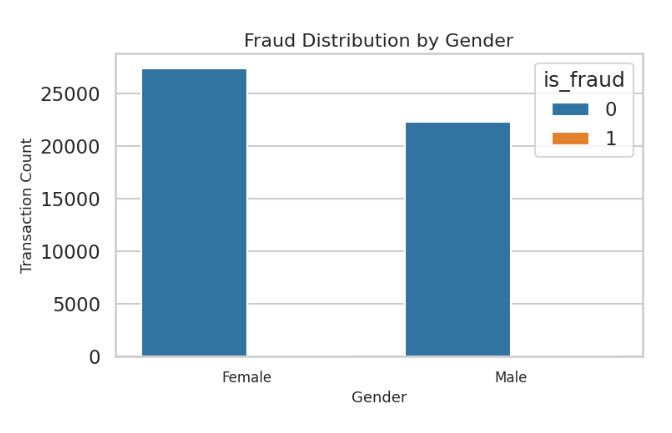 Fraud Distribution by Gender
is_fraud
0
1
25000
20000
15000
10000
5000
0
Transaction Count
Female
Male
Gender